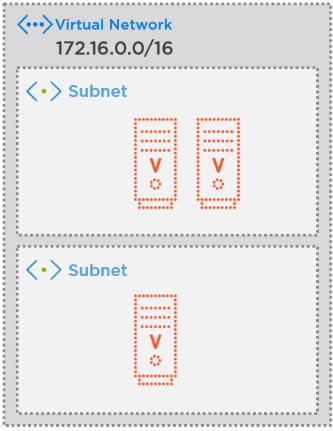 Virtual Network
172.16.0.0/16
Subnet
V
V
Subnet
V